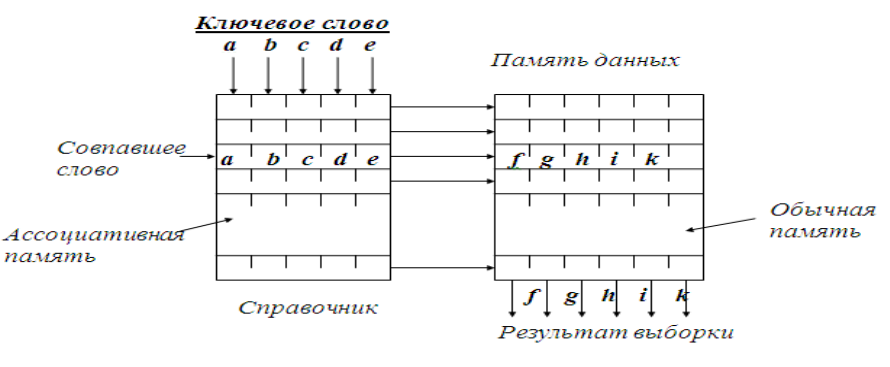 Ключевое слово
a b c d e
Память данных
Совпавшее
слово
a b c d e
f g h i k
Обычная
память
Ассоциативная
память
Справочник
f g h i k
Результат выборки